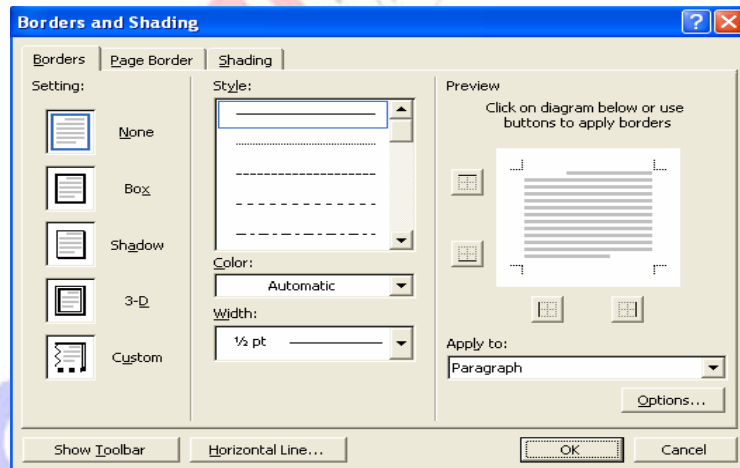 Borders and Shading
Borders
Page Border
Shading
Setting:
None
Box
Shadow
3-D
Custom
Style:
Color:
Automatic
Width:
½ pt
Preview
Click on diagram below or use
buttons to apply borders
Apply to:
Paragraph
Options...
Show Toolbar
Horizontal Line...
OK
Cancel